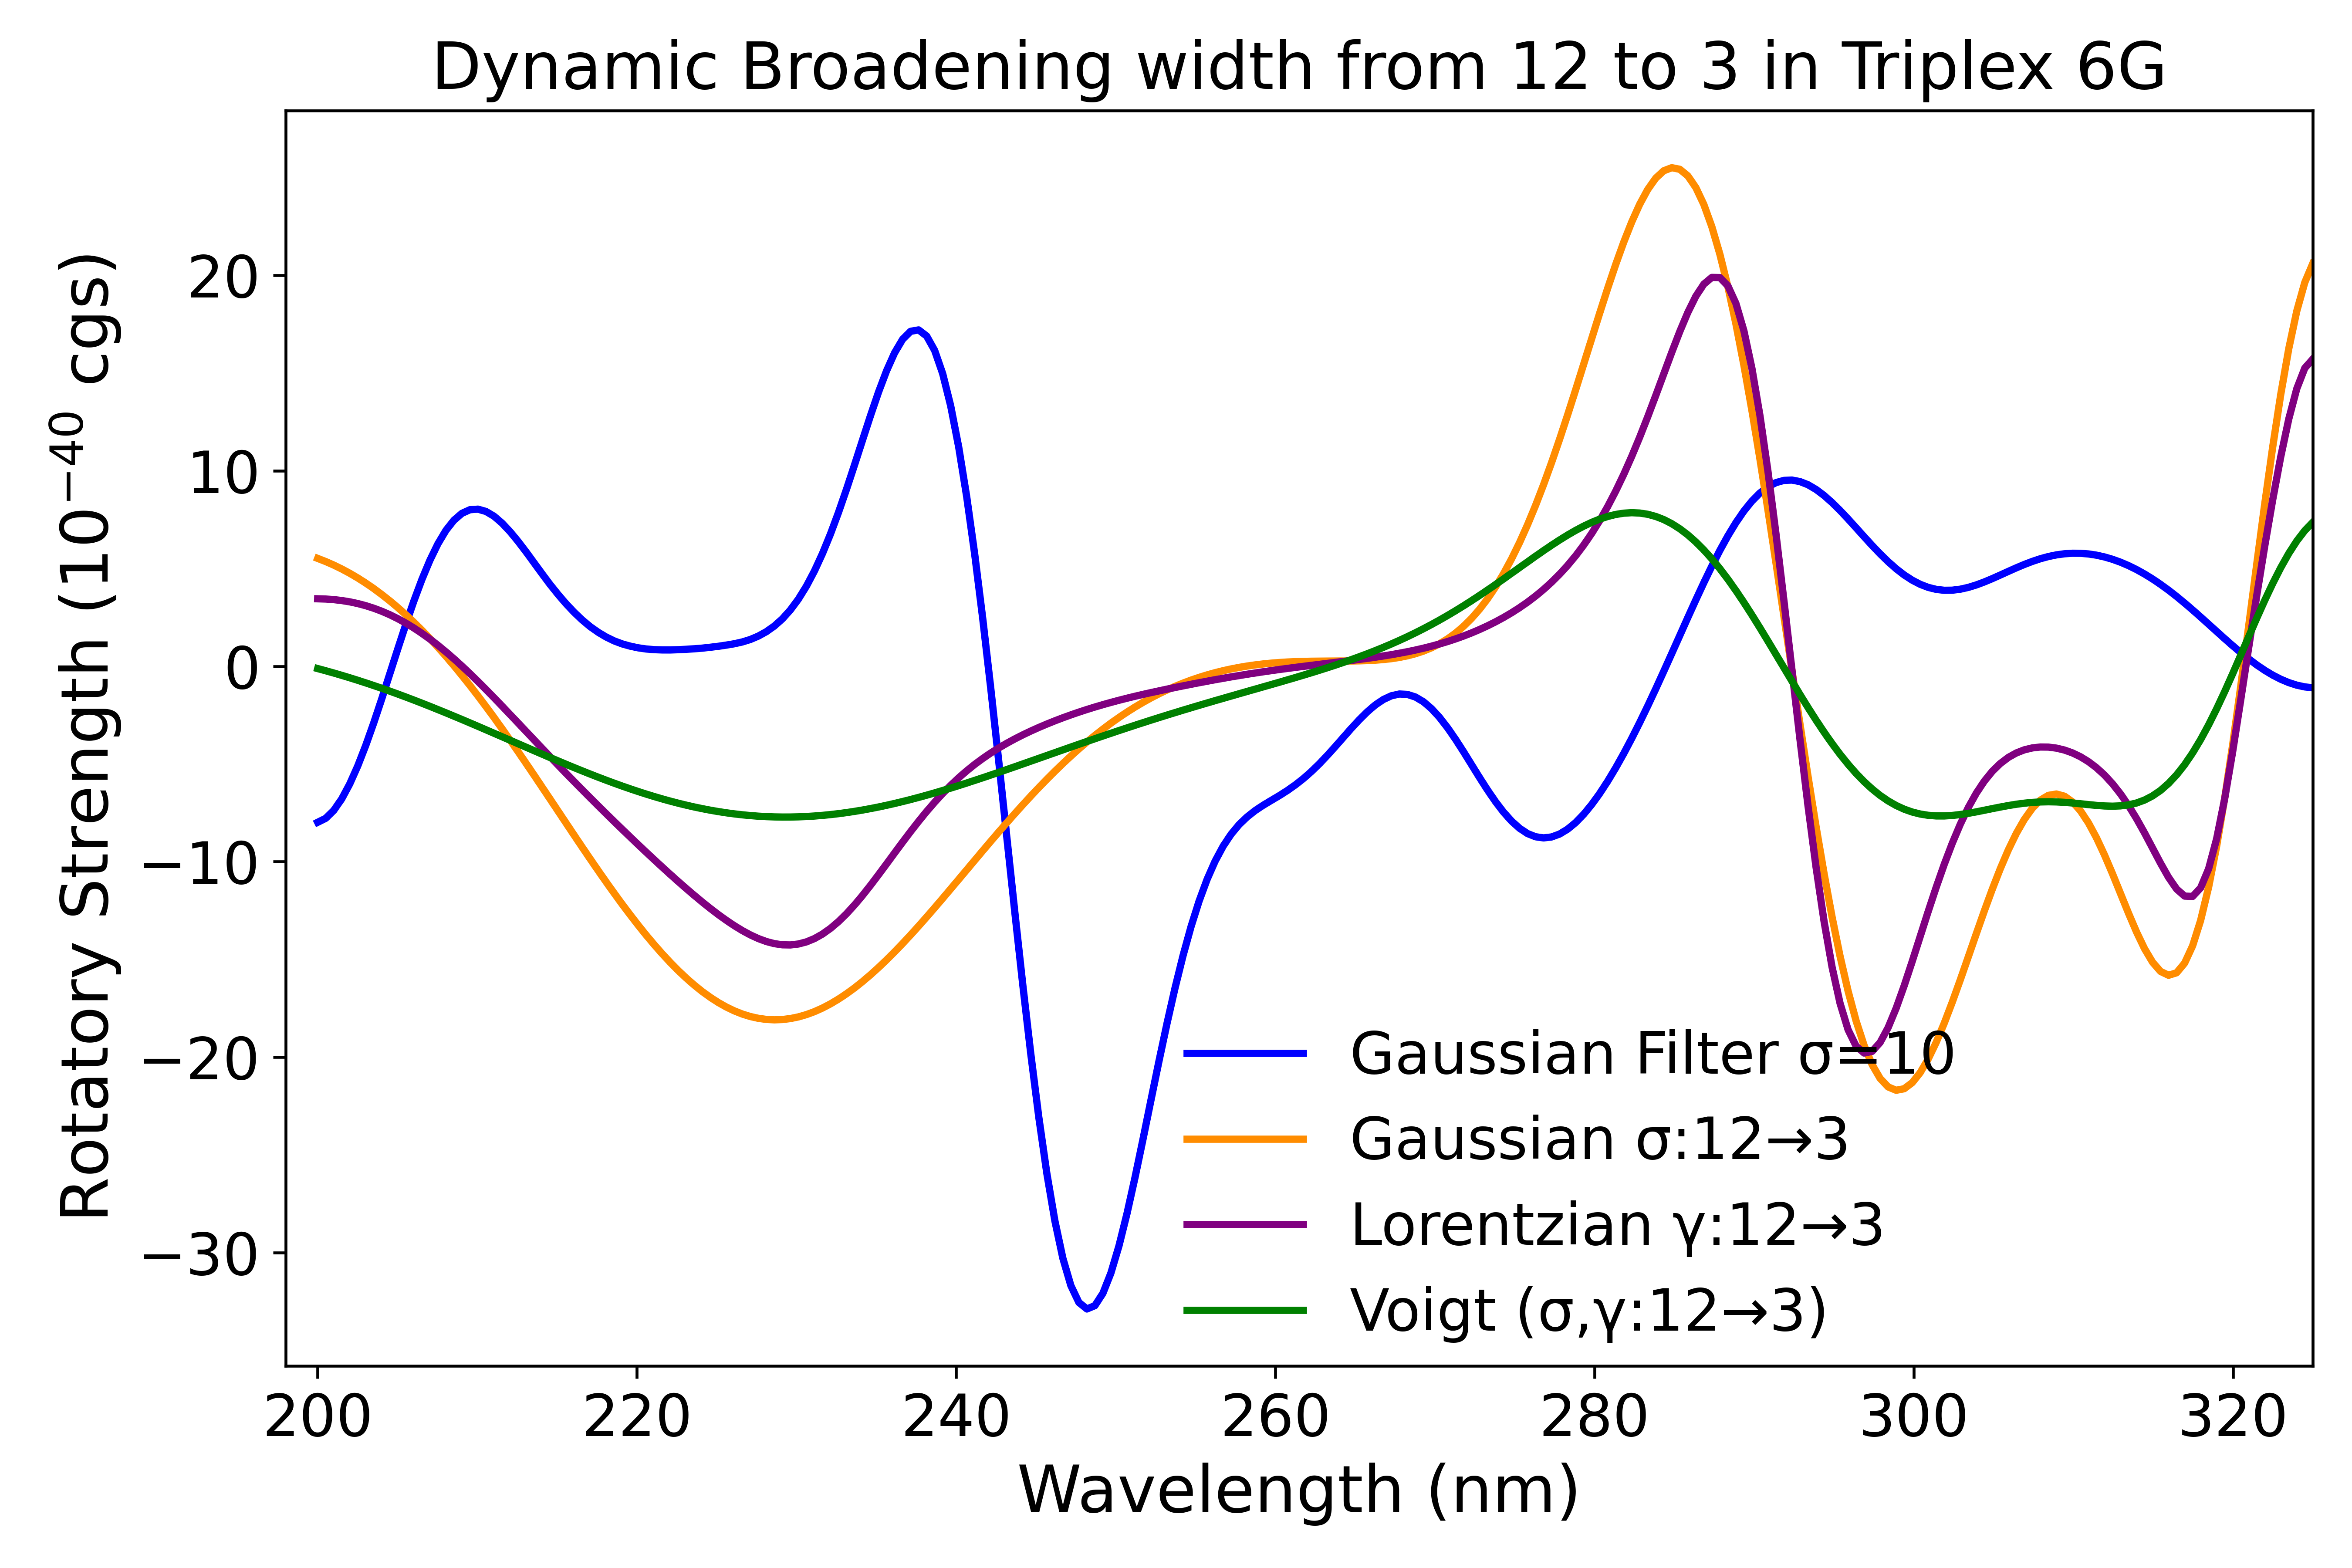 Dynamic Broadening width from 12 to 3 in Triplex 6G
Rotatory Strength (10⁻⁴⁰ cgs)
20
10
0
−10
−20
−30
Gaussian Filter σ=10
Gaussian σ:12→3
Lorentzian γ:12→3
Voigt (σ,γ:12→3)
200 220 240 260 280 300 320
Wavelength (nm)